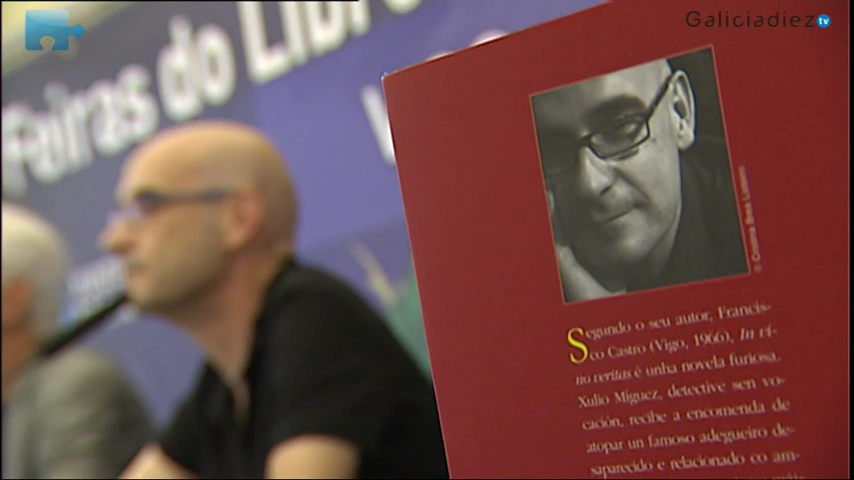 Galiciadiez tv
Feiras do Libro
© Cristina Brea Loreiro
Segundo o seu autor, Francis-
co Castro (Vigo, 1966), In vi-
no veritas é unha novela furiosa.
Xulio Míguez, detective sen vo-
cación, recibe a encomenda de
atopar un famoso adegueiro de-
saparecido e relacionado co am-